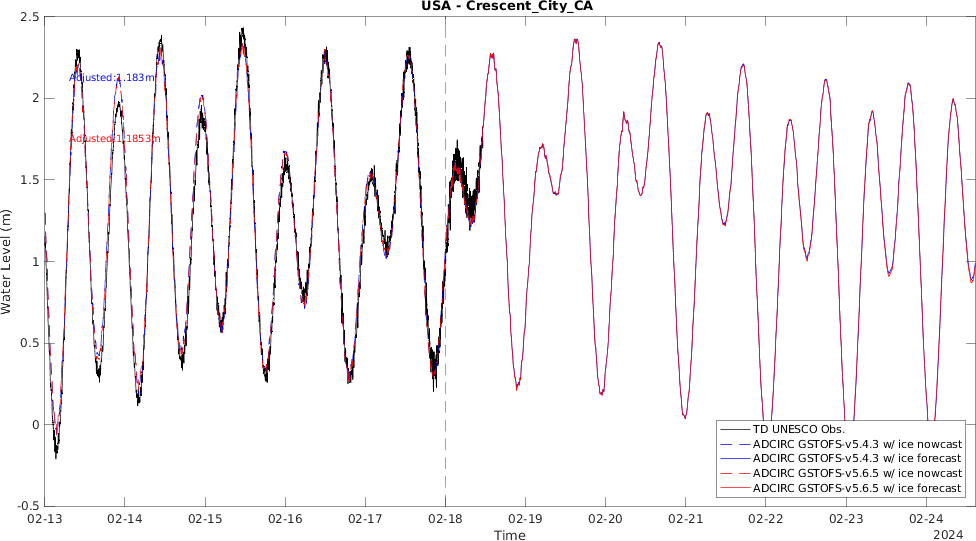 USA - Crescent_City_CA
2.5
2
1.5
1
0.5
0
-0.5
Water Level (m)
Adjusted:1.183m
Adjusted:1.1853m
TD UNESCO Obs.
ADCIRC GSTOFS-v5.4.3 w/ ice nowcast
ADCIRC GSTOFS-v5.4.3 w/ ice forecast
ADCIRC GSTOFS-v5.6.5 w/ ice nowcast
ADCIRC GSTOFS-v5.6.5 w/ ice forecast
02-13 02-14 02-15 02-16 02-17 02-18 02-19 02-20 02-21 02-22 02-23 02-24
Time
2024